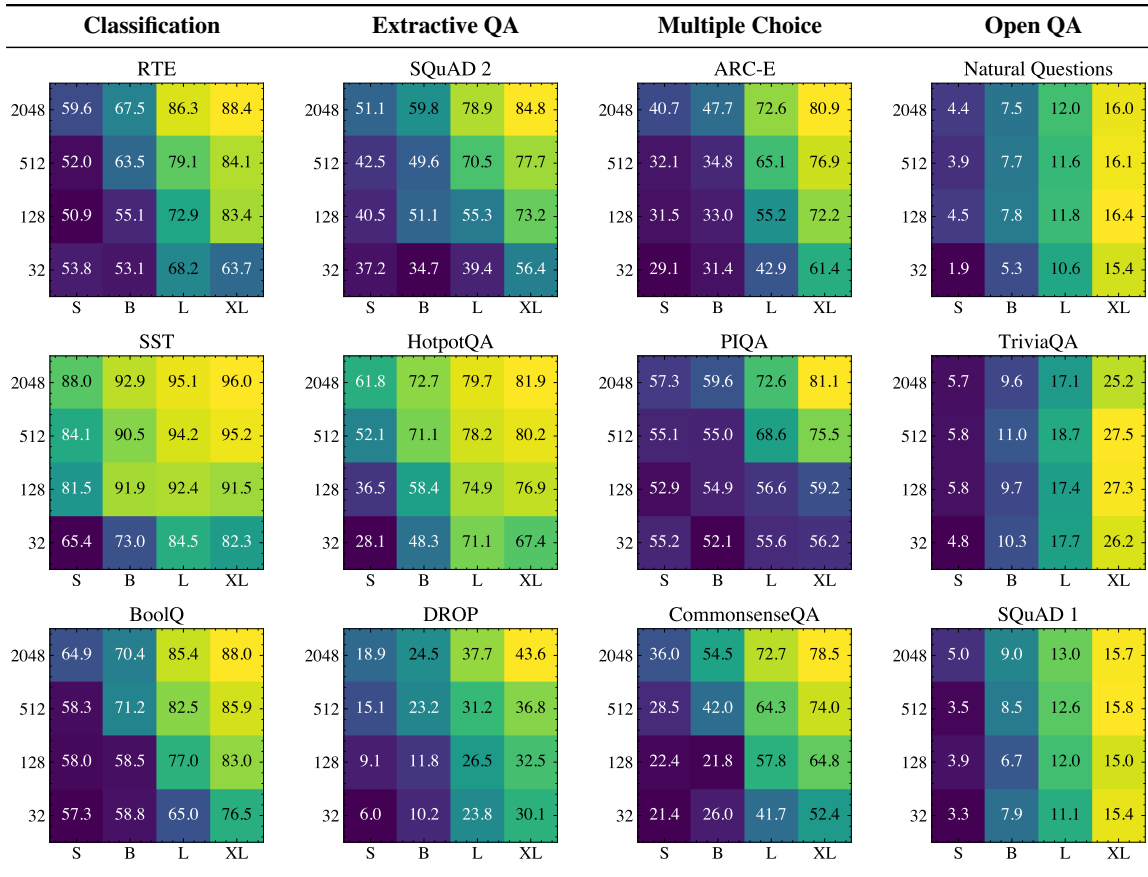 Classification Extractive QA Multiple Choice Open QA
RTE SQuAD 2 ARC-E Natural Questions
2048 59.6 67.5 86.3 88.4 2048 51.1 59.8 78.9 84.8 2048 40.7 47.7 72.6 80.9 2048 4.4 7.5 12.0 16.0
512 52.0 63.5 79.1 84.1 512 42.5 49.6 70.5 77.7 512 32.1 34.8 65.1 76.9 512 3.9 7.7 11.6 16.1
128 50.9 55.1 72.9 83.4 128 40.5 51.1 55.3 73.2 128 31.5 33.0 55.2 72.2 128 4.5 7.8 11.8 16.4
32 53.8 53.1 68.2 63.7 32 37.2 34.7 39.4 56.4 32 29.1 31.4 42.9 61.4 32 1.9 5.3 10.6 15.4
S B L XL S B L XL S B L XL S B L XL
SST HotpotQA PIQA TriviaQA
2048 88.0 92.9 95.1 96.0 2048 61.8 72.7 79.7 81.9 2048 57.3 59.6 72.6 81.1 2048 5.7 9.6 17.1 25.2
512 84.1 90.5 94.2 95.2 512 52.1 71.1 78.2 80.2 512 55.1 55.0 68.6 75.5 512 5.8 11.0 18.7 27.5
128 81.5 91.9 92.4 91.5 128 36.5 58.4 74.9 76.9 128 52.9 54.9 56.6 59.2 128 5.8 9.7 17.4 27.3
32 65.4 73.0 84.5 82.3 32 28.1 48.3 71.1 67.4 32 55.2 52.1 55.6 56.2 32 4.8 10.3 17.7 26.2
S B L XL S B L XL S B L XL S B L XL
BoolQ DROP CommonsenseQA SQuAD 1
2048 64.9 70.4 85.4 88.0 2048 18.9 24.5 37.7 43.6 2048 36.0 54.5 72.7 78.5 2048 5.0 9.0 13.0 15.7
512 58.3 71.2 82.5 85.9 512 15.1 23.2 31.2 36.8 512 28.5 42.0 64.3 74.0 512 3.5 8.5 12.6 15.8
128 58.0 58.5 77.0 83.0 128 9.1 11.8 26.5 32.5 128 22.4 21.8 57.8 64.8 128 3.9 6.7 12.0 15.0
32 57.3 58.8 65.0 76.5 32 6.0 10.2 23.8 30.1 32 21.4 26.0 41.7 52.4 32 3.3 7.9 11.1 15.4
S B L XL S B L XL S B L XL S B L XL